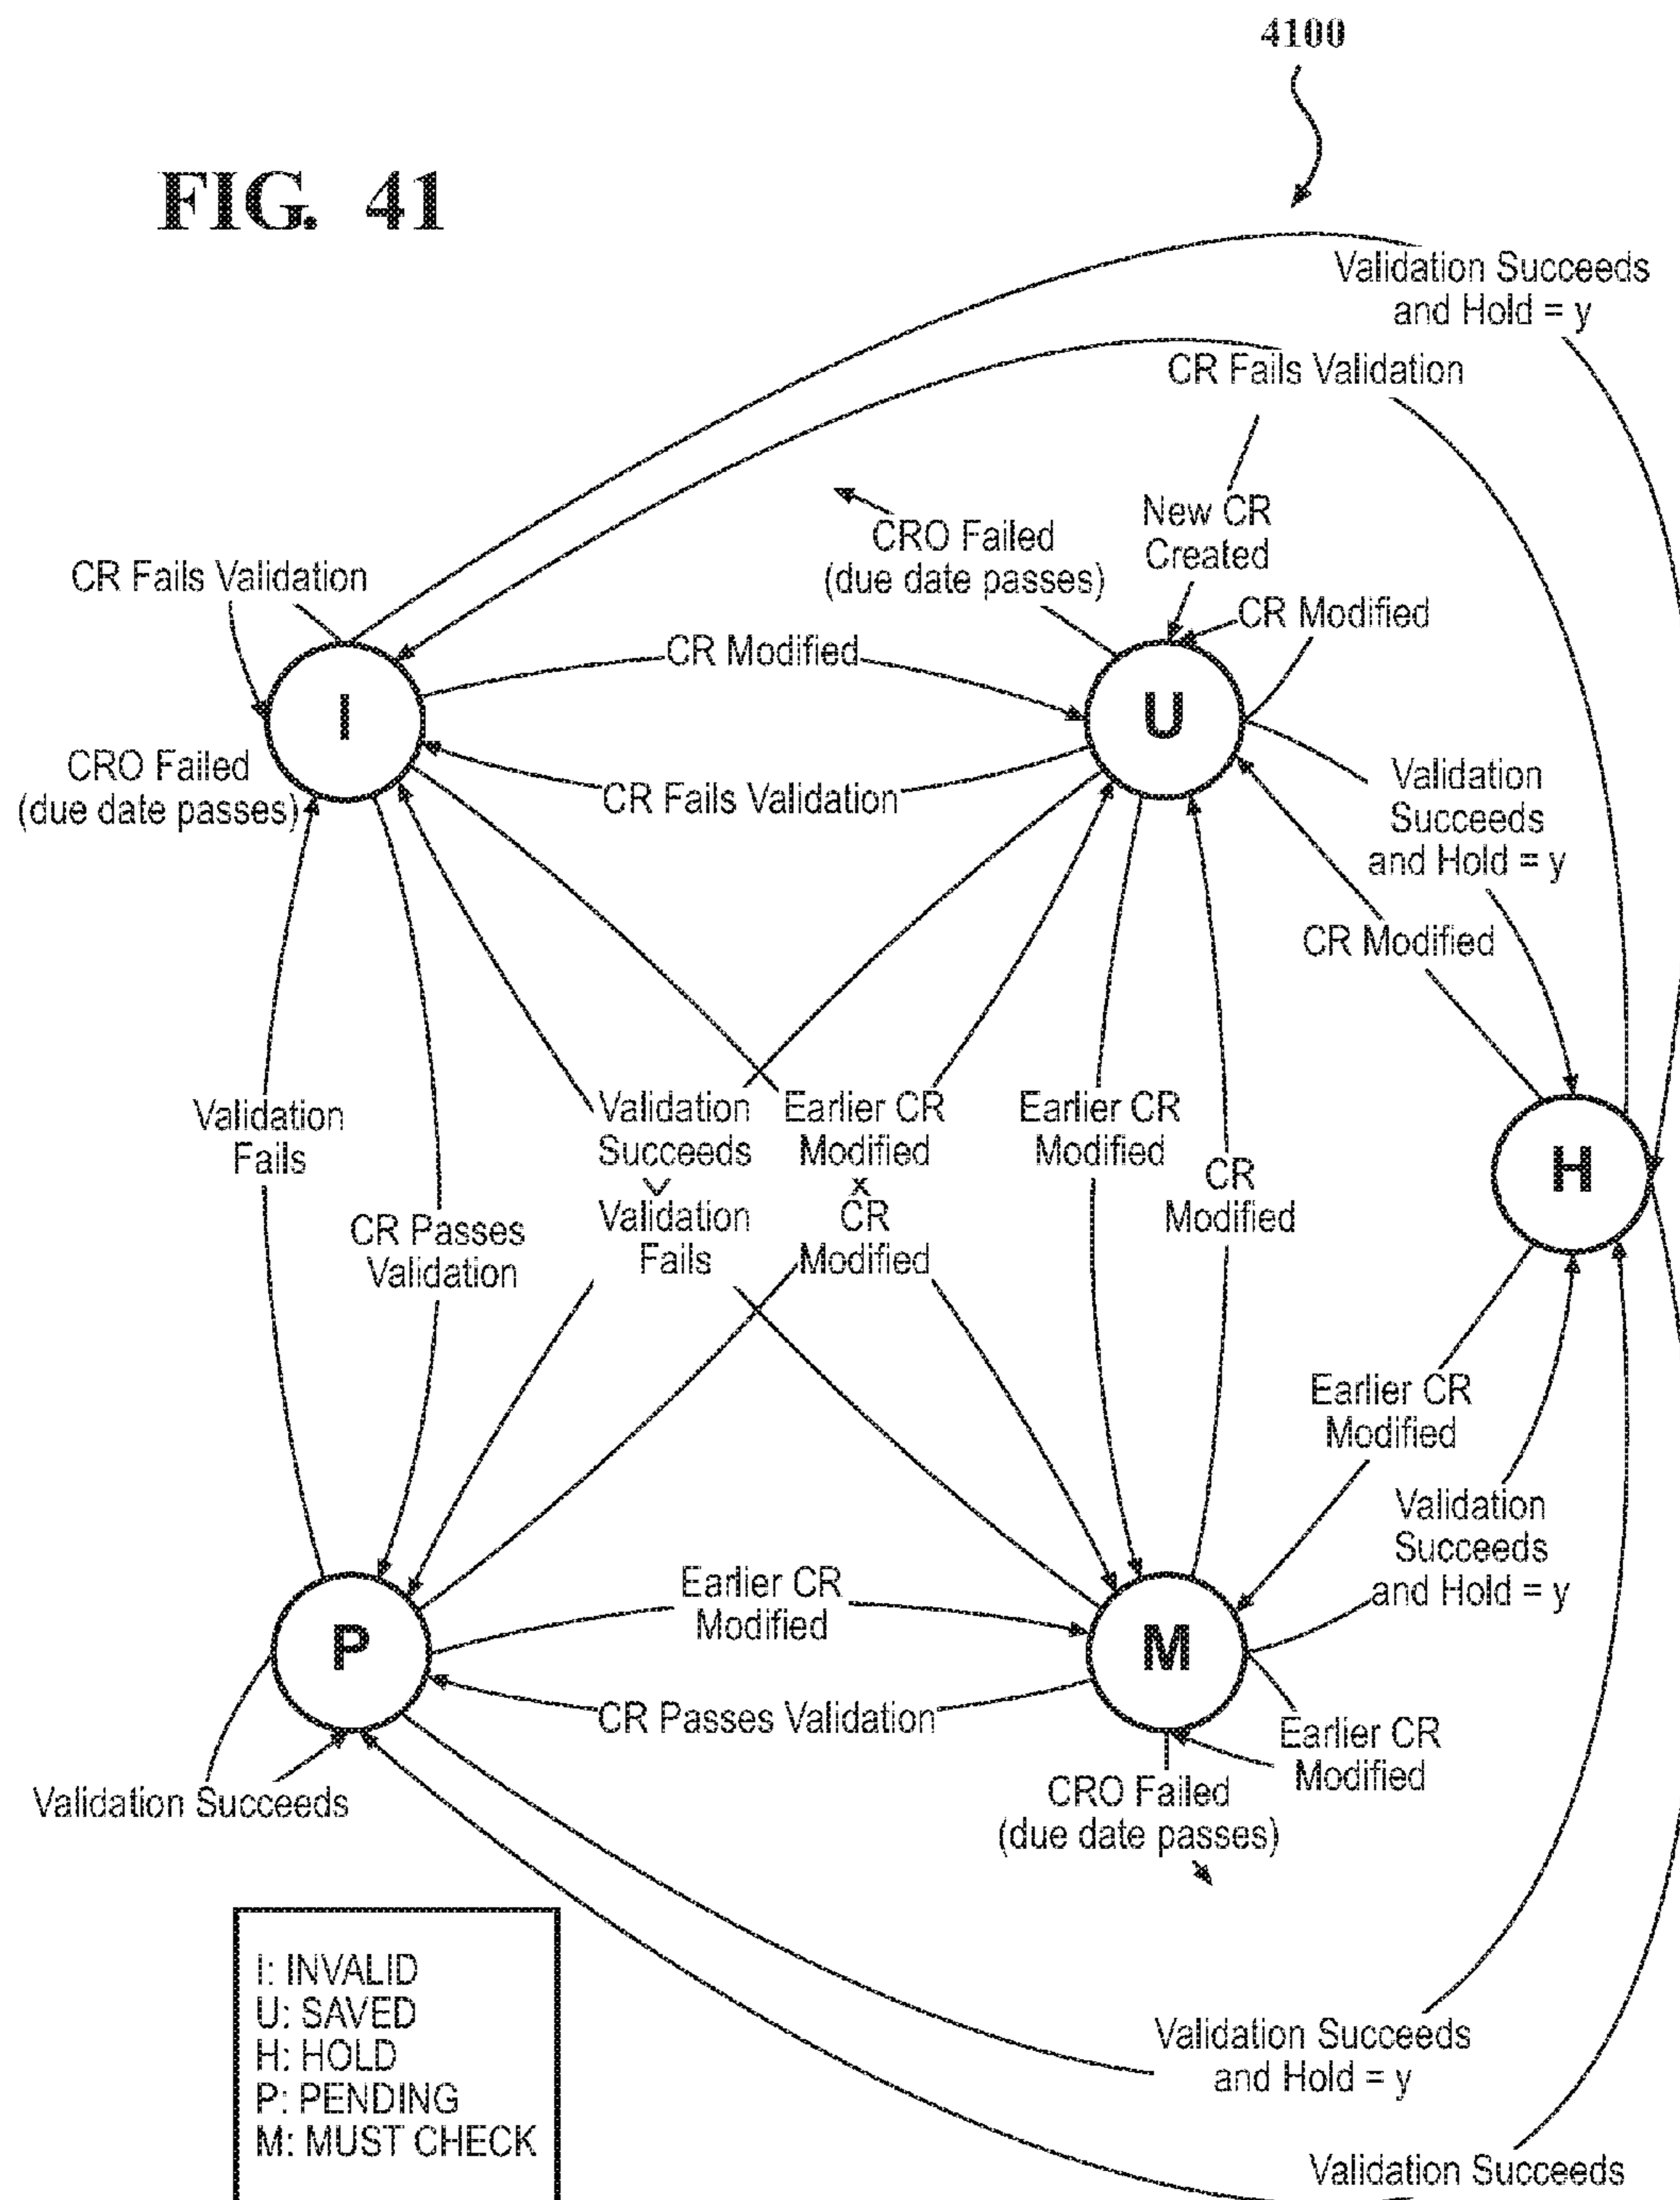 4100
FIG. 41
Validation Succeeds
and Hold = y
CR Fails Validation
New CR
Created
CRO Failed
(due date passes)
CR Fails Validation
CR Modified
CR Modified
I
U
CRO Failed
(due date passes)
CR Fails Validation
Validation
Succeeds
and Hold = y
CR Modified
Validation
Fails
Validation
Succeeds
Earlier CR
Modified
Earlier CR
Modified
CR
Modified
H
CR Passes
Validation
Validation
Fails
CR
Modified
Earlier CR
Modified
Validation
Succeeds
and Hold = y
Earlier CR
Modified
P
M
CR Passes Validation
Earlier CR
Modified
Validation Succeeds
CRO Failed
(due date passes)
I: INVALID
U: SAVED
H: HOLD
P: PENDING
M: MUST CHECK
Validation Succeeds
and Hold = y
Validation Succeeds